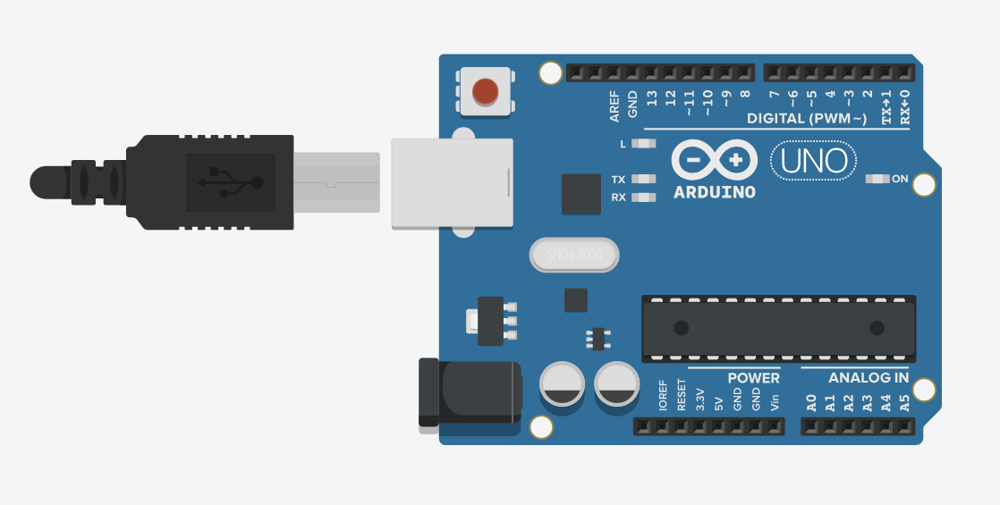 AREF GND 13 12 ~11 ~10 ~9 8 7 ~6 ~5 4 ~3 2 TX→1 RX←0
DIGITAL (PWM~)
L
TX
RX
ARDUINO
UNO
ON
SPK16.000G
POWER
ANALOG IN
IOREF RESET 3.3V 5V GND GND Vin A0 A1 A2 A3 A4 A5